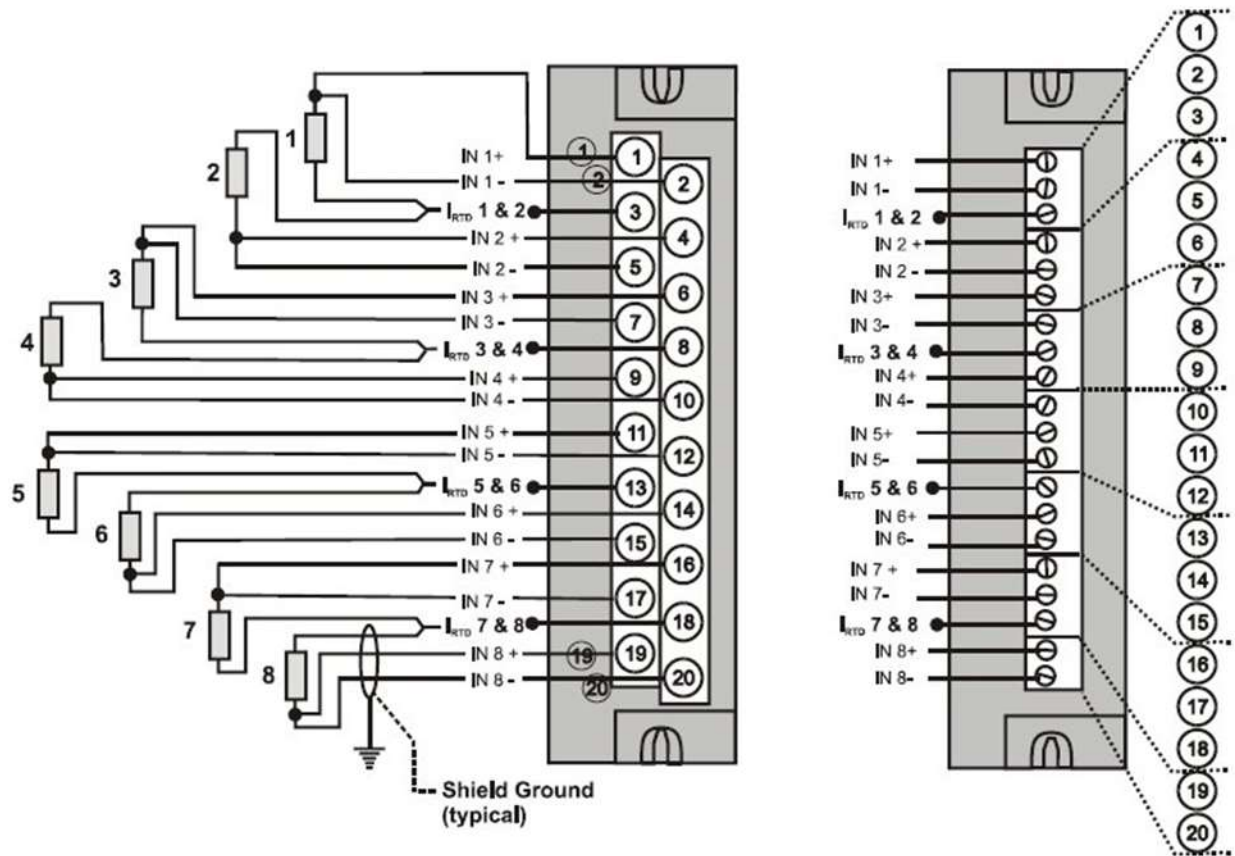 1
2
3
4
5
6
7
8
IN 1+
IN 1-
IRTD 1 & 2
IN 2 +
IN 2-
IN 3 +
IN 3-
IRTD 3 & 4
IN 4 +
IN 4-
IN 5 +
IN 5-
IRTD 5 & 6
IN 6 +
IN 6-
IN 7 +
IN 7-
IRTD 7 & 8
IN 8 +
IN 8-
Shield Ground
(typical)
1
2
19
20
1
2
3
4
5
6
7
8
9
10
11
12
13
14
15
16
17
18
19
20
IN 1+
IN 1-
IRTD 1 & 2
IN 2 +
IN 2-
IN 3+
IN 3-
IRTD 3 & 4
IN 4+
IN 4-
IN 5+
IN 5-
IRTD 5 & 6
IN 6+
IN 6-
IN 7 +
IN 7-
IRTD 7 & 8
IN 8+
IN 8-
1
2
3
4
5
6
7
8
9
10
11
12
13
14
15
16
17
18
19
20